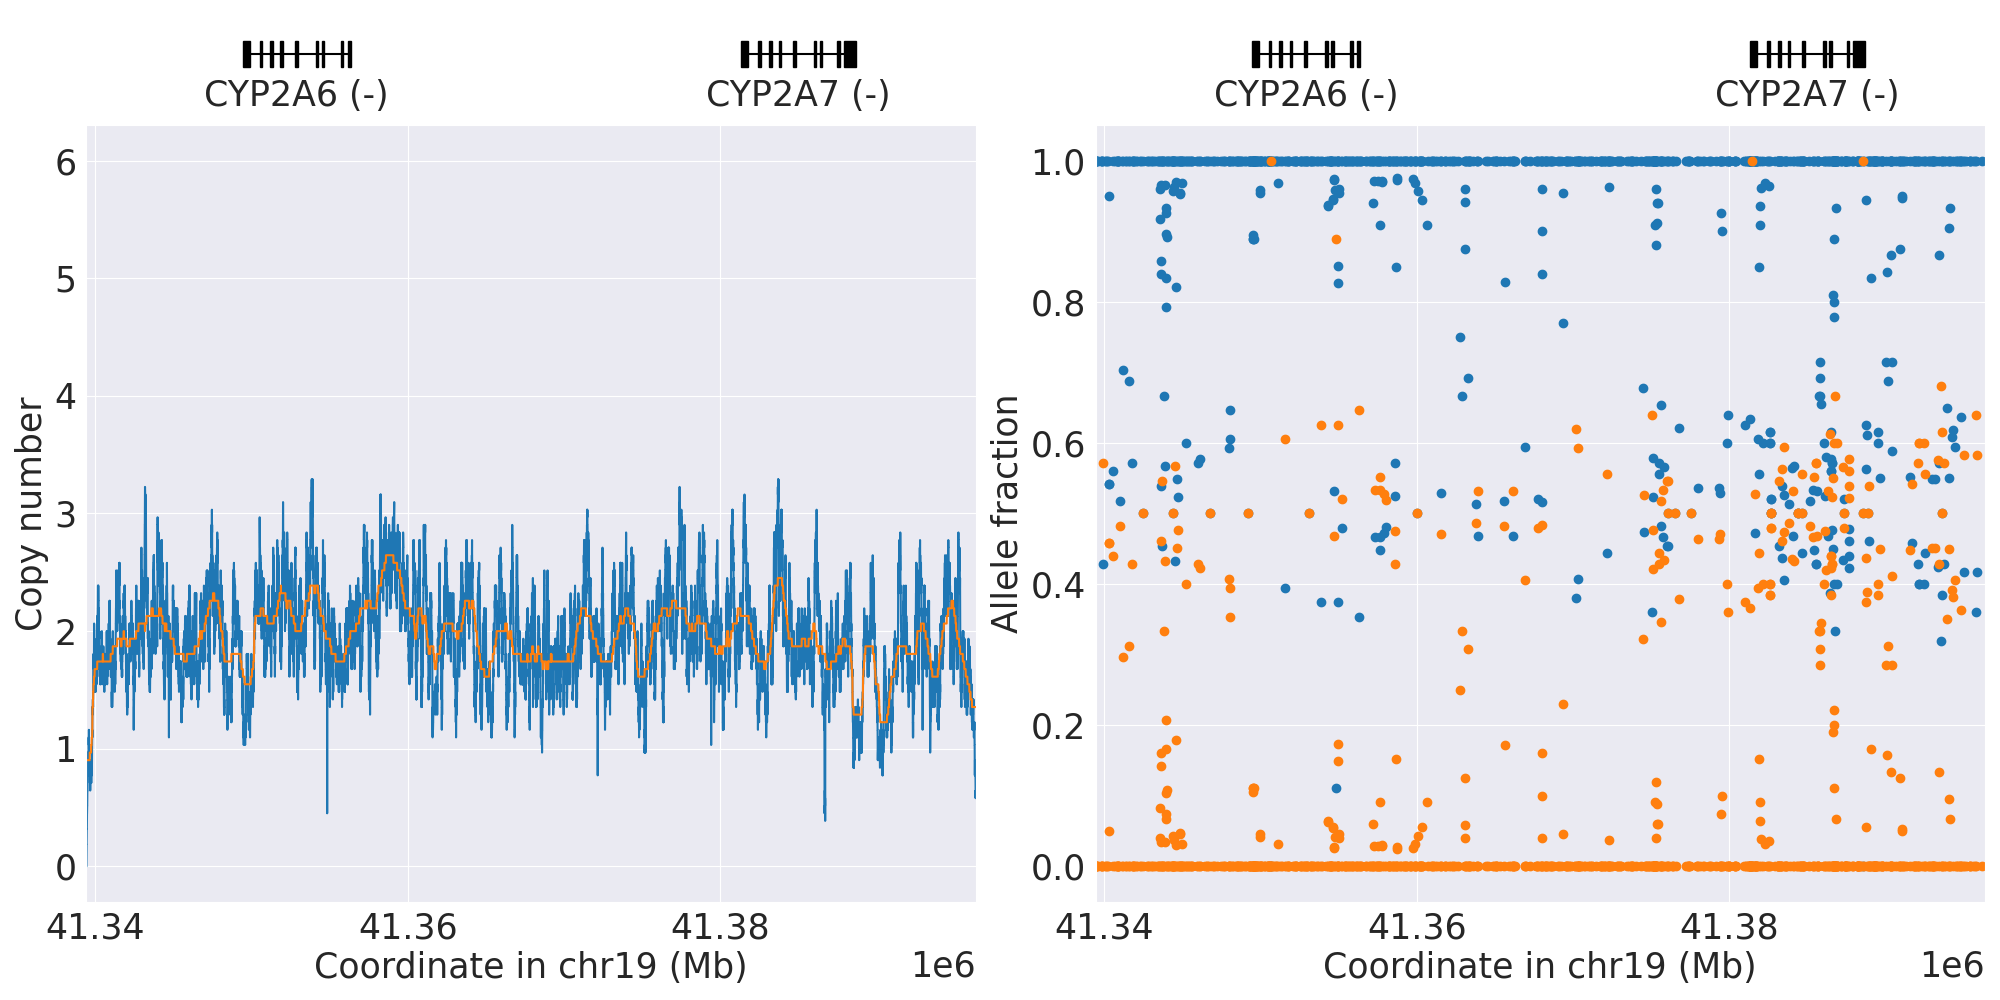 CYP2A6 (-) CYP2A7 (-)
Copy number
6
5
4
3
2
1
0
41.34 41.36 41.38
Coordinate in chr19 (Mb) 1e6
CYP2A6 (-) CYP2A7 (-)
Allele fraction
1.0
0.8
0.6
0.4
0.2
0.0
41.34 41.36 41.38
Coordinate in chr19 (Mb) 1e6